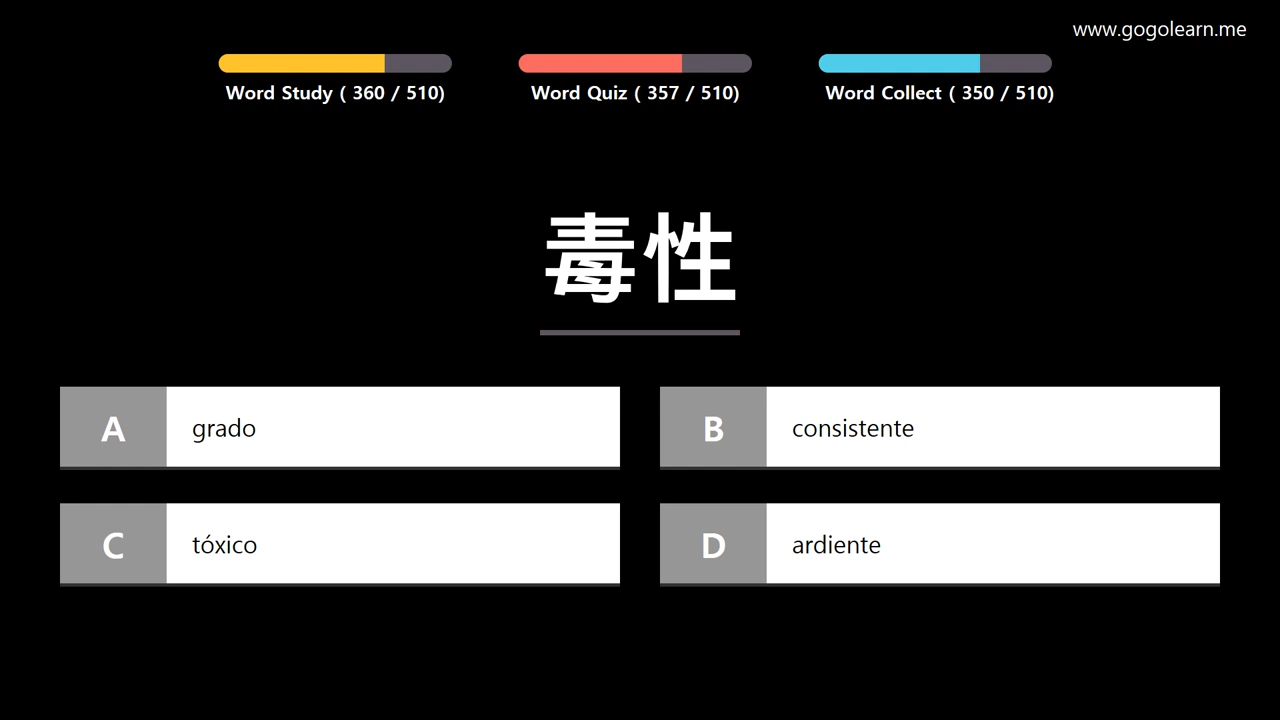 www.gogolearn.me
Word Study ( 360 / 510)
Word Quiz ( 357 / 510)
Word Collect ( 350 / 510)
毒性
A grado
B consistente
C tóxico
D ardiente